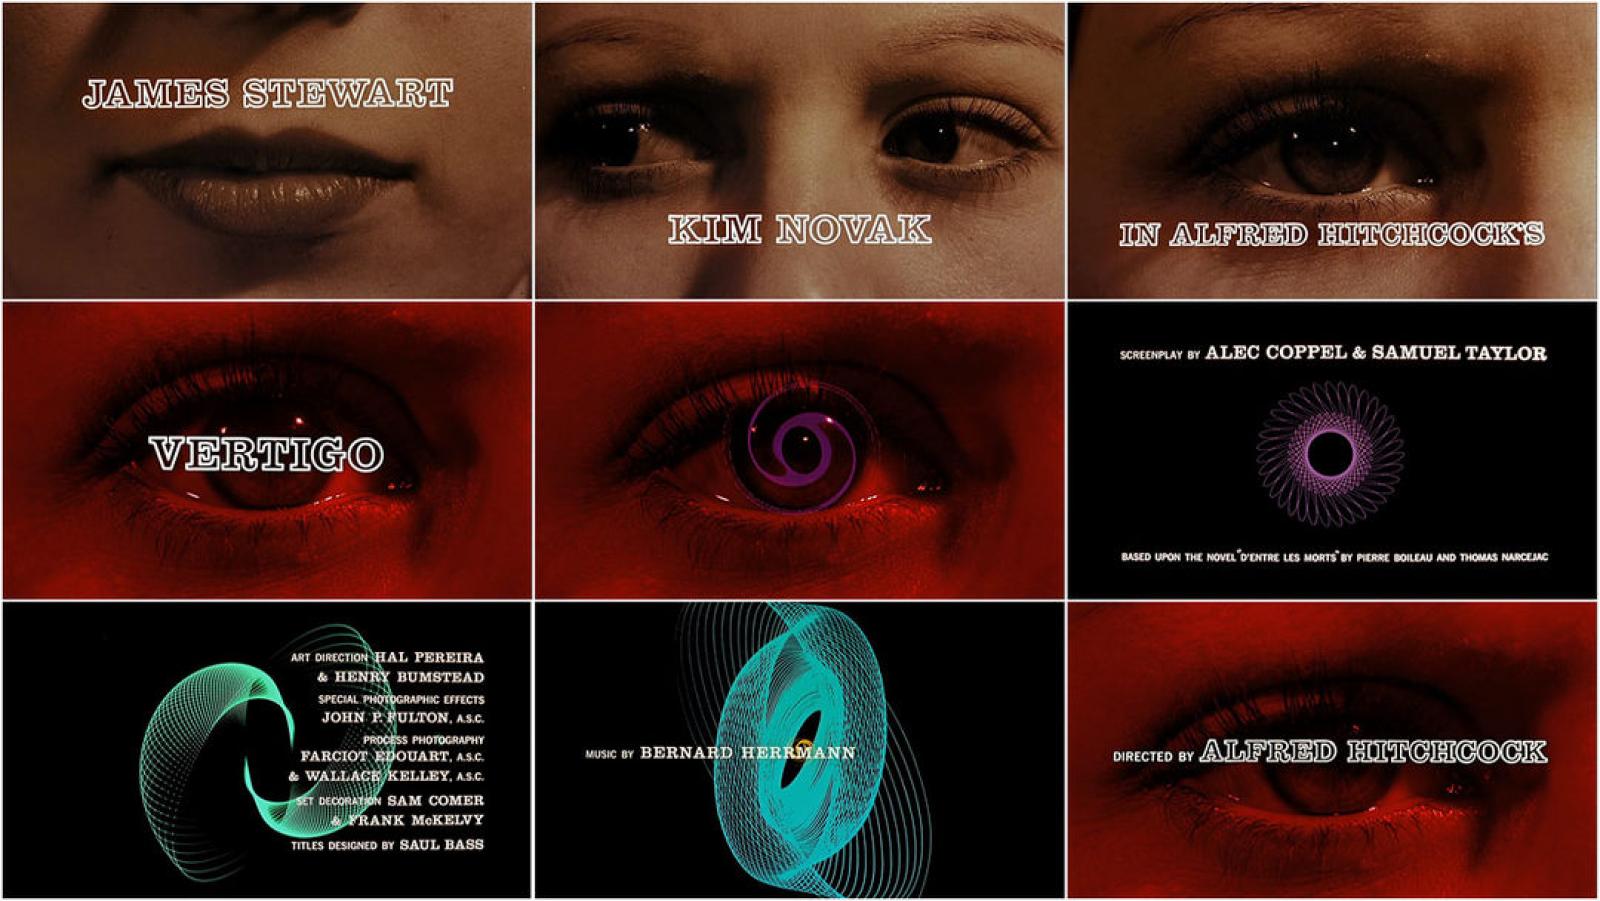 JAMES STEWART
KIM NOVAK
IN ALFRED HITCHCOCK'S
VERTIGO
SCREENPLAY BY ALEC COPPEL & SAMUEL TAYLOR
BASED UPON THE NOVEL "D'ENTRE LES MORTS" BY PIERRE BOILEAU AND THOMAS NARCEJAC
ART DIRECTION HAL PEREIRA
& HENRY BUMSTEAD
SPECIAL PHOTOGRAPHIC EFFECTS
JOHN P. FULTON, A.S.C.
PROCESS PHOTOGRAPHY
FARCIOT EDOUART, A.S.C.
& WALLACE KELLEY, A.S.C.
SET DECORATION SAM COMER
& FRANK McKELVY
TITLES DESIGNED BY SAUL BASS
MUSIC BY BERNARD HERRMANN
DIRECTED BY ALFRED HITCHCOCK